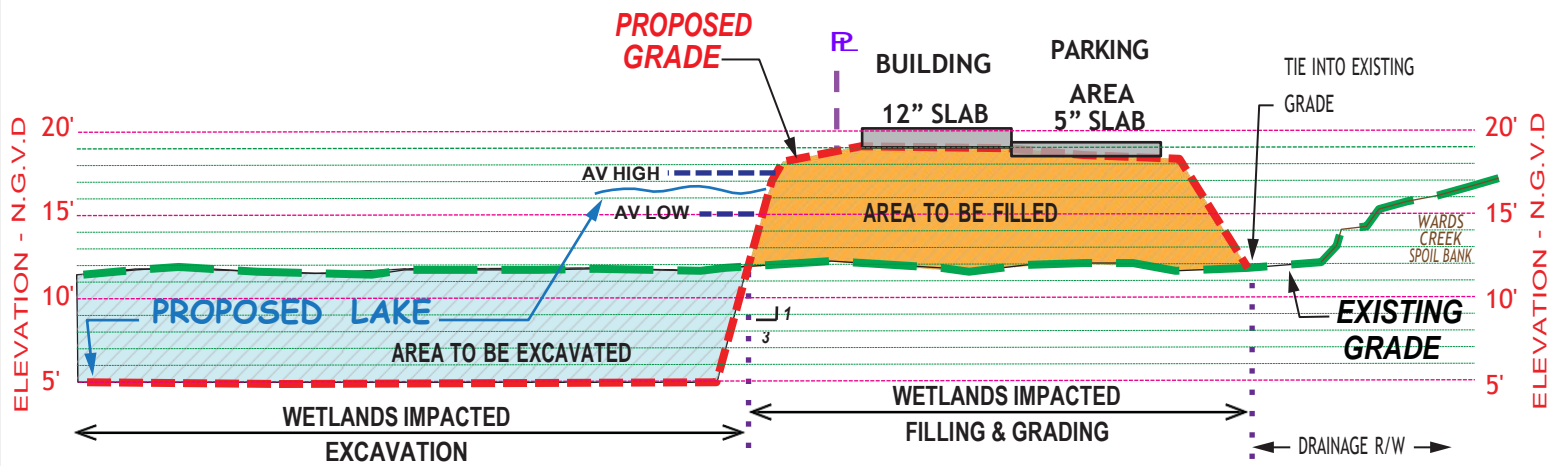 PROPOSED
GRADE
PL
BUILDING
12” SLAB
PARKING
AREA
5” SLAB
TIE INTO EXISTING
GRADE
ELEVATION - N.G.V.D
20'
15'
10'
5'
AV HIGH
AV LOW
AREA TO BE FILLED
20'
15'
10'
5'
ELEVATION - N.G.V.D
WARDS
CREEK
SPOIL BANK
PROPOSED LAKE
AREA TO BE EXCAVATED
1
3
EXISTING
GRADE
WETLANDS IMPACTED
EXCAVATION
WETLANDS IMPACTED
FILLING & GRADING
DRAINAGE R/W